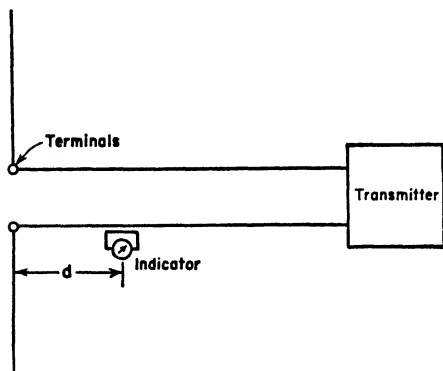 Terminals
Transmitter
Indicator
d